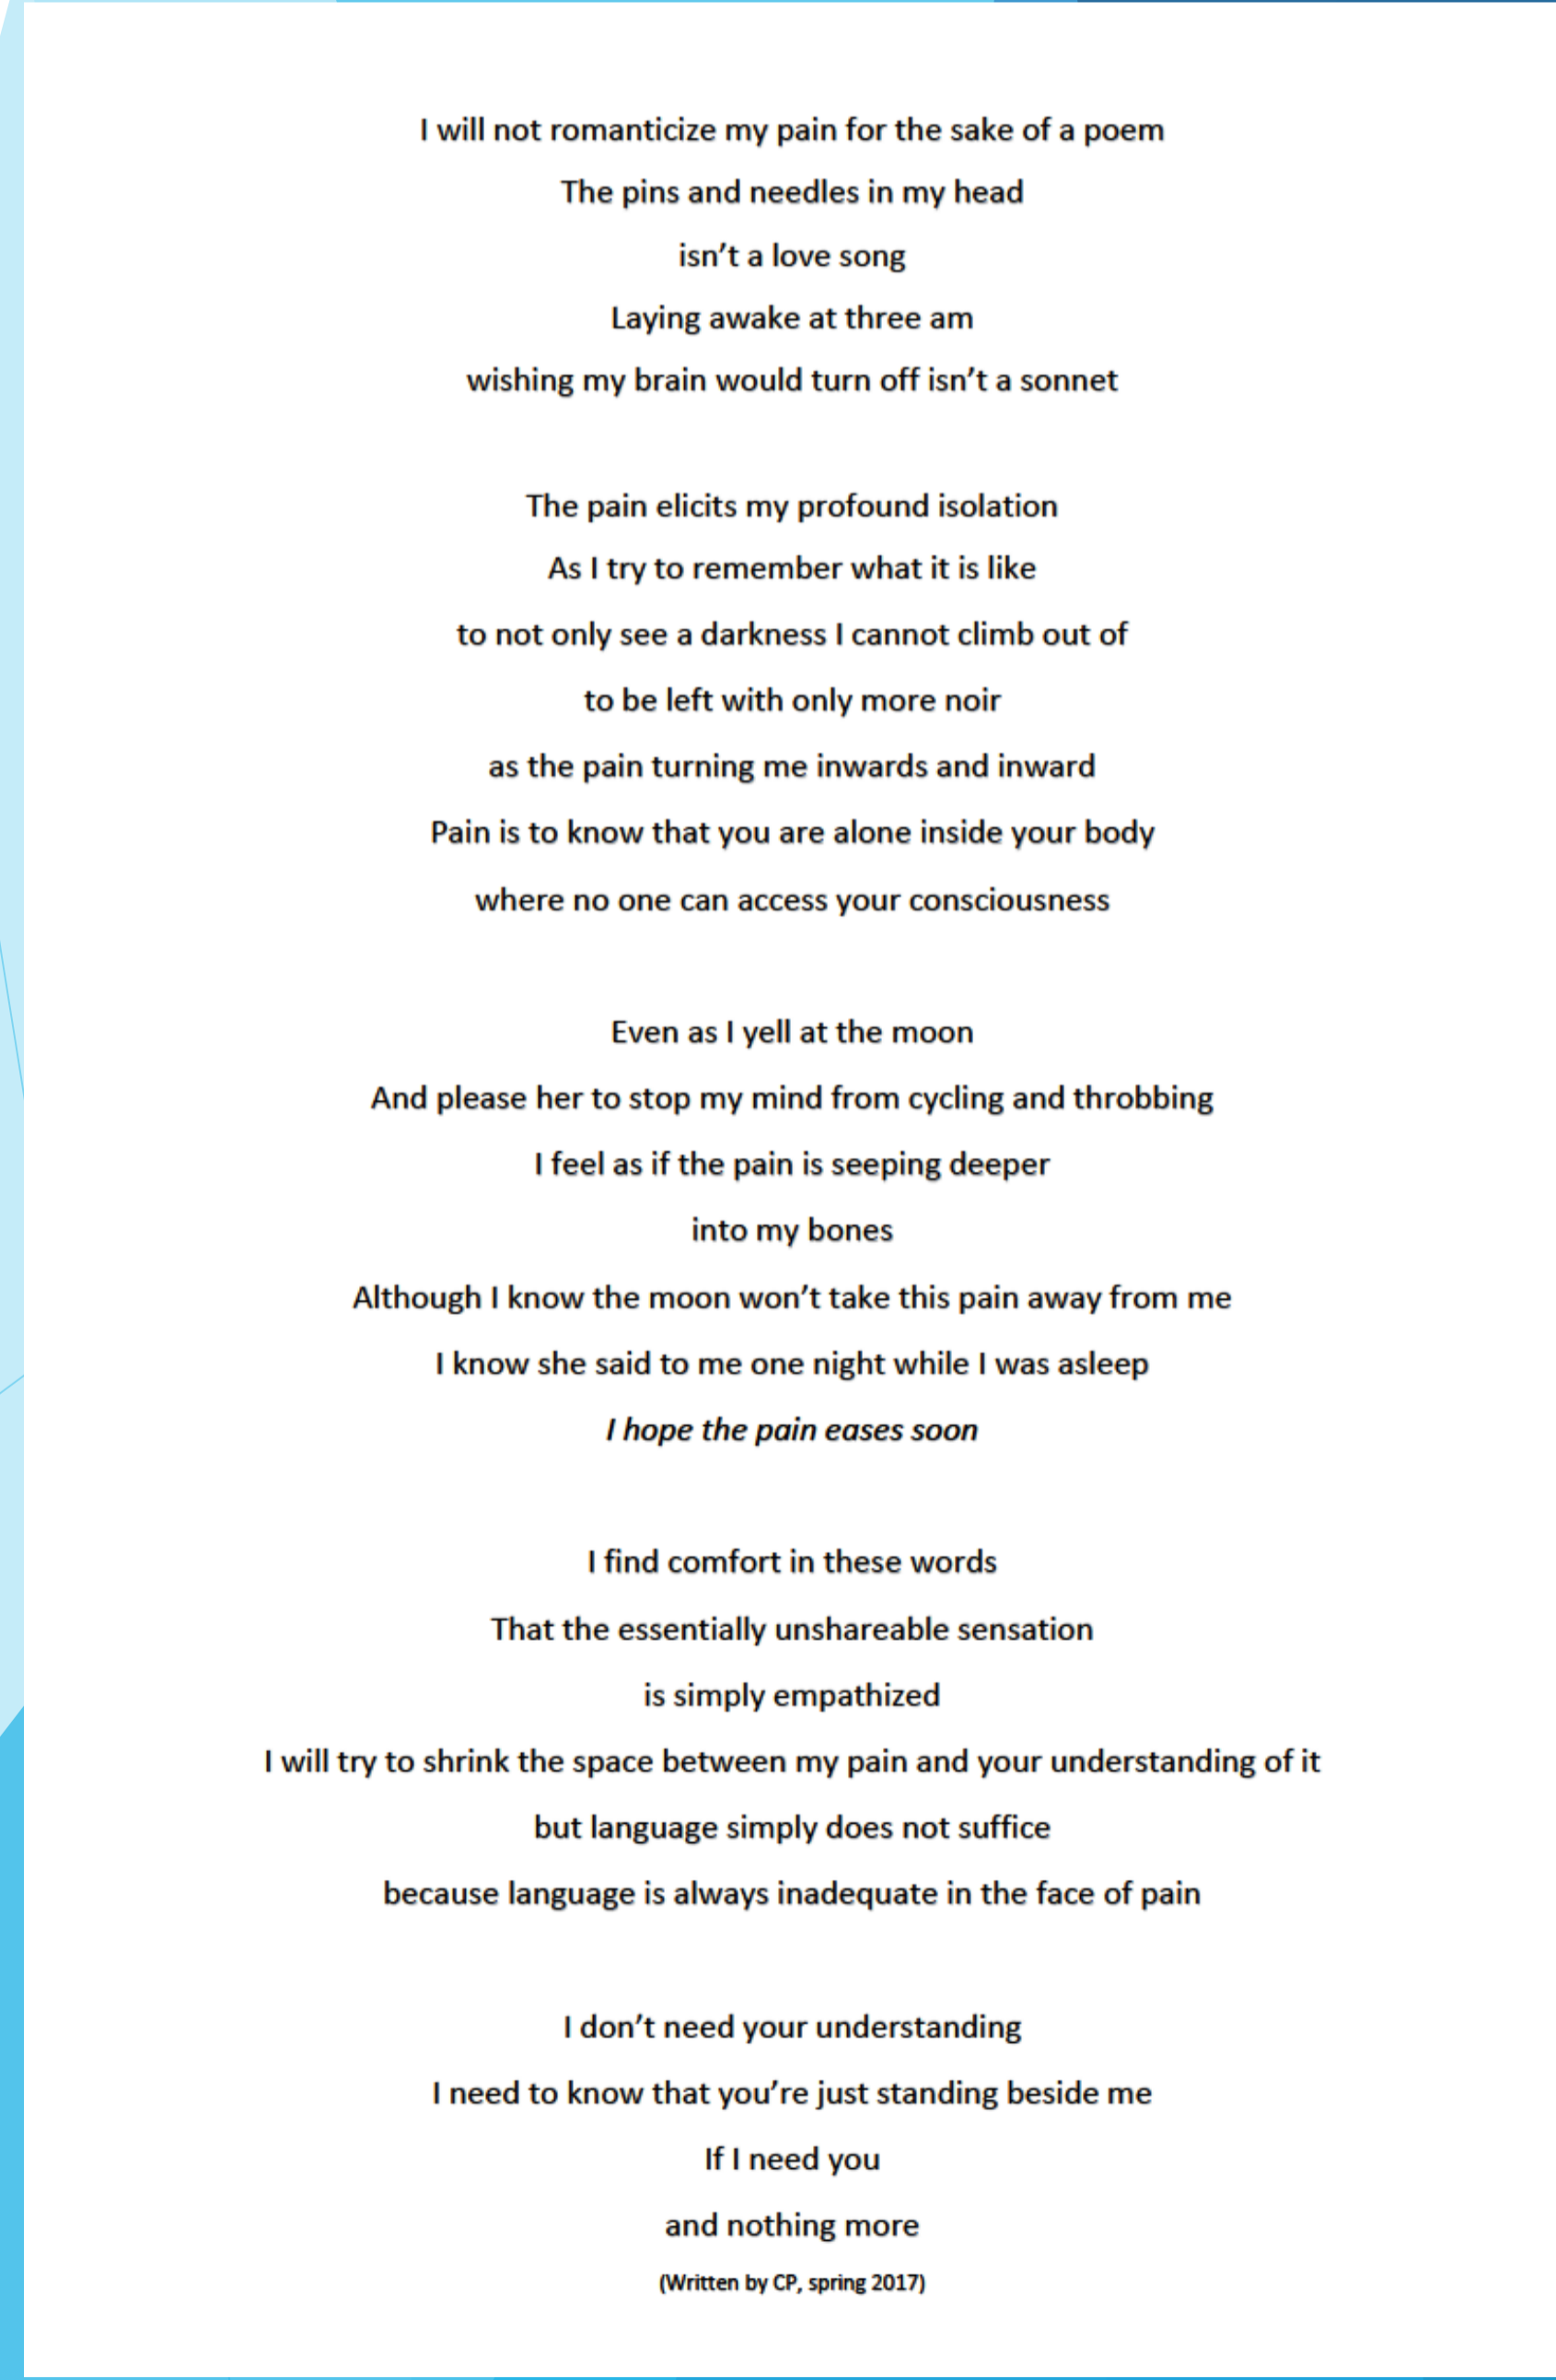 I will not romanticize my pain for the sake of a poem
The pins and needles in my head
isn’t a love song
Laying awake at three am
wishing my brain would turn off isn’t a sonnet
The pain elicits my profound isolation
As I try to remember what it is like
to not only see a darkness I cannot climb out of
to be left with only more noir
as the pain turning me inwards and inward
Pain is to know that you are alone inside your body
where no one can access your consciousness
Even as I yell at the moon
And please her to stop my mind from cycling and throbbing
I feel as if the pain is seeping deeper
into my bones
Although I know the moon won’t take this pain away from me
I know she said to me one night while I was asleep
I hope the pain eases soon
I find comfort in these words
That the essentially unshareable sensation
is simply empathized
I will try to shrink the space between my pain and your understanding of it
but language simply does not suffice
because language is always inadequate in the face of pain
I don’t need your understanding
I need to know that you’re just standing beside me
If I need you
and nothing more
(Written by CP, spring 2017)